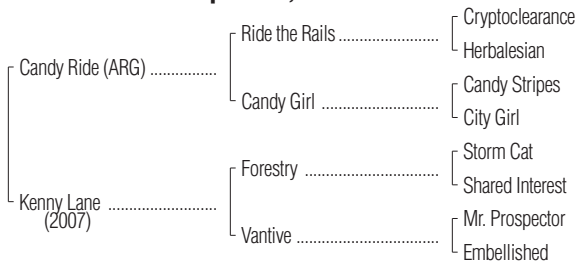 Cryptoclearance
Ride the Rails
Herbalesian
Candy Ride (ARG)
Candy Stripes
Candy Girl
City Girl
Storm Cat
Forestry
Shared Interest
Kenny Lane
(2007)
Mr. Prospector
Vantive
Embellished